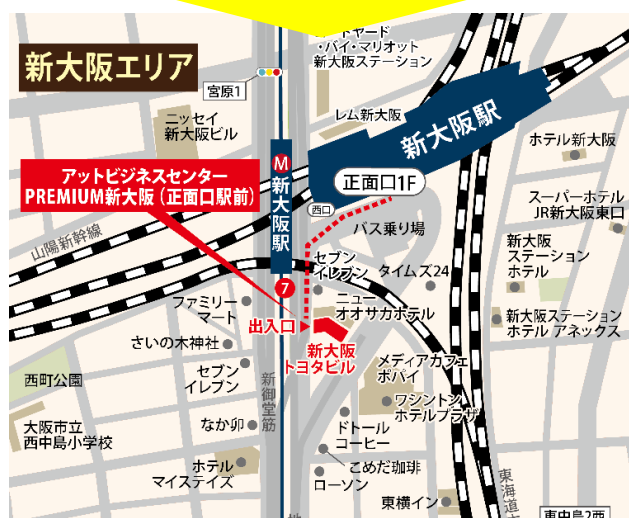 新大阪エリア
・バイ・マリオット
新大阪ステーション
宮原1
ニッセイ
新大阪ビル
レム新大阪
新大阪駅
ホテル新大阪
アットビジネスセンター
PREMIUM新大阪（正面口駅前）
M
新大阪駅
正面口1F
西口
バス乗り場
スーパーホテル
JR新大阪東口
山陽新幹線
セブン
イレブン
タイムズ24
新大阪
ステーション
ホテル
7
ファミリー
マート
ニュー
オオサカホテル
出入口
新大阪ステーション
ホテル アネックス
さいの木神社
新大阪
トヨタビル
メディアカフェ
ポパイ
セブン
イレブン
西町公園
新御堂筋
ワシントン
ホテルプラザ
大阪市立
西中島小学校
なか卯
ドトール
コーヒー
ホテル
マイステイズ
こめだ珈琲
ローソン
東横イン
東海道
地
東中島2西